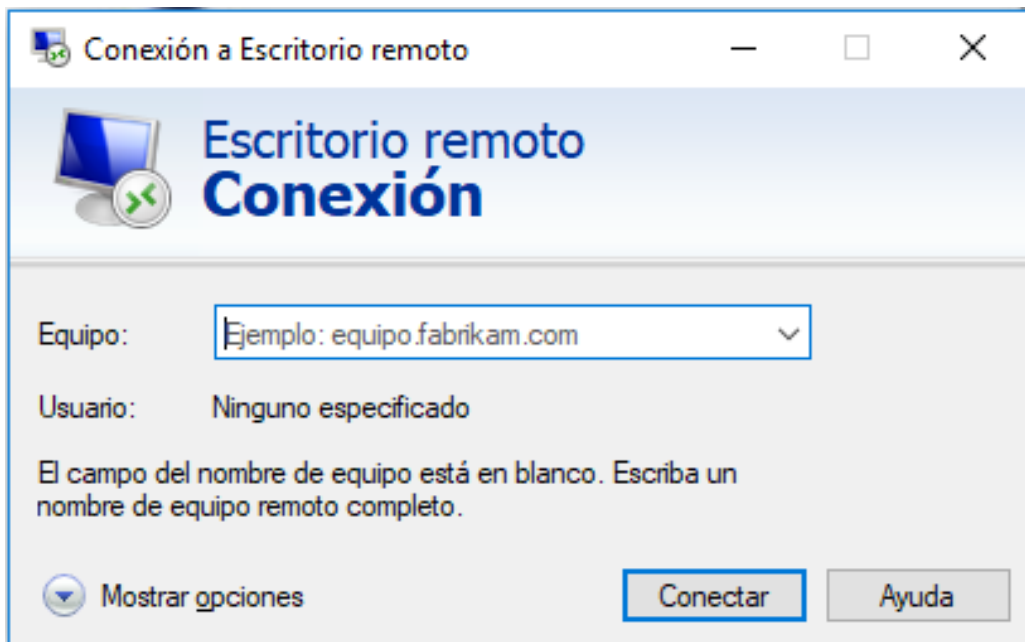 Conexión a Escritorio remoto
Escritorio remoto
Conexión
Equipo: Ejemplo: equipo.fabrikam.com
Usuario: Ninguno especificado
El campo del nombre de equipo está en blanco. Escriba un
nombre de equipo remoto completo.
Mostrar opciones Conectar Ayuda